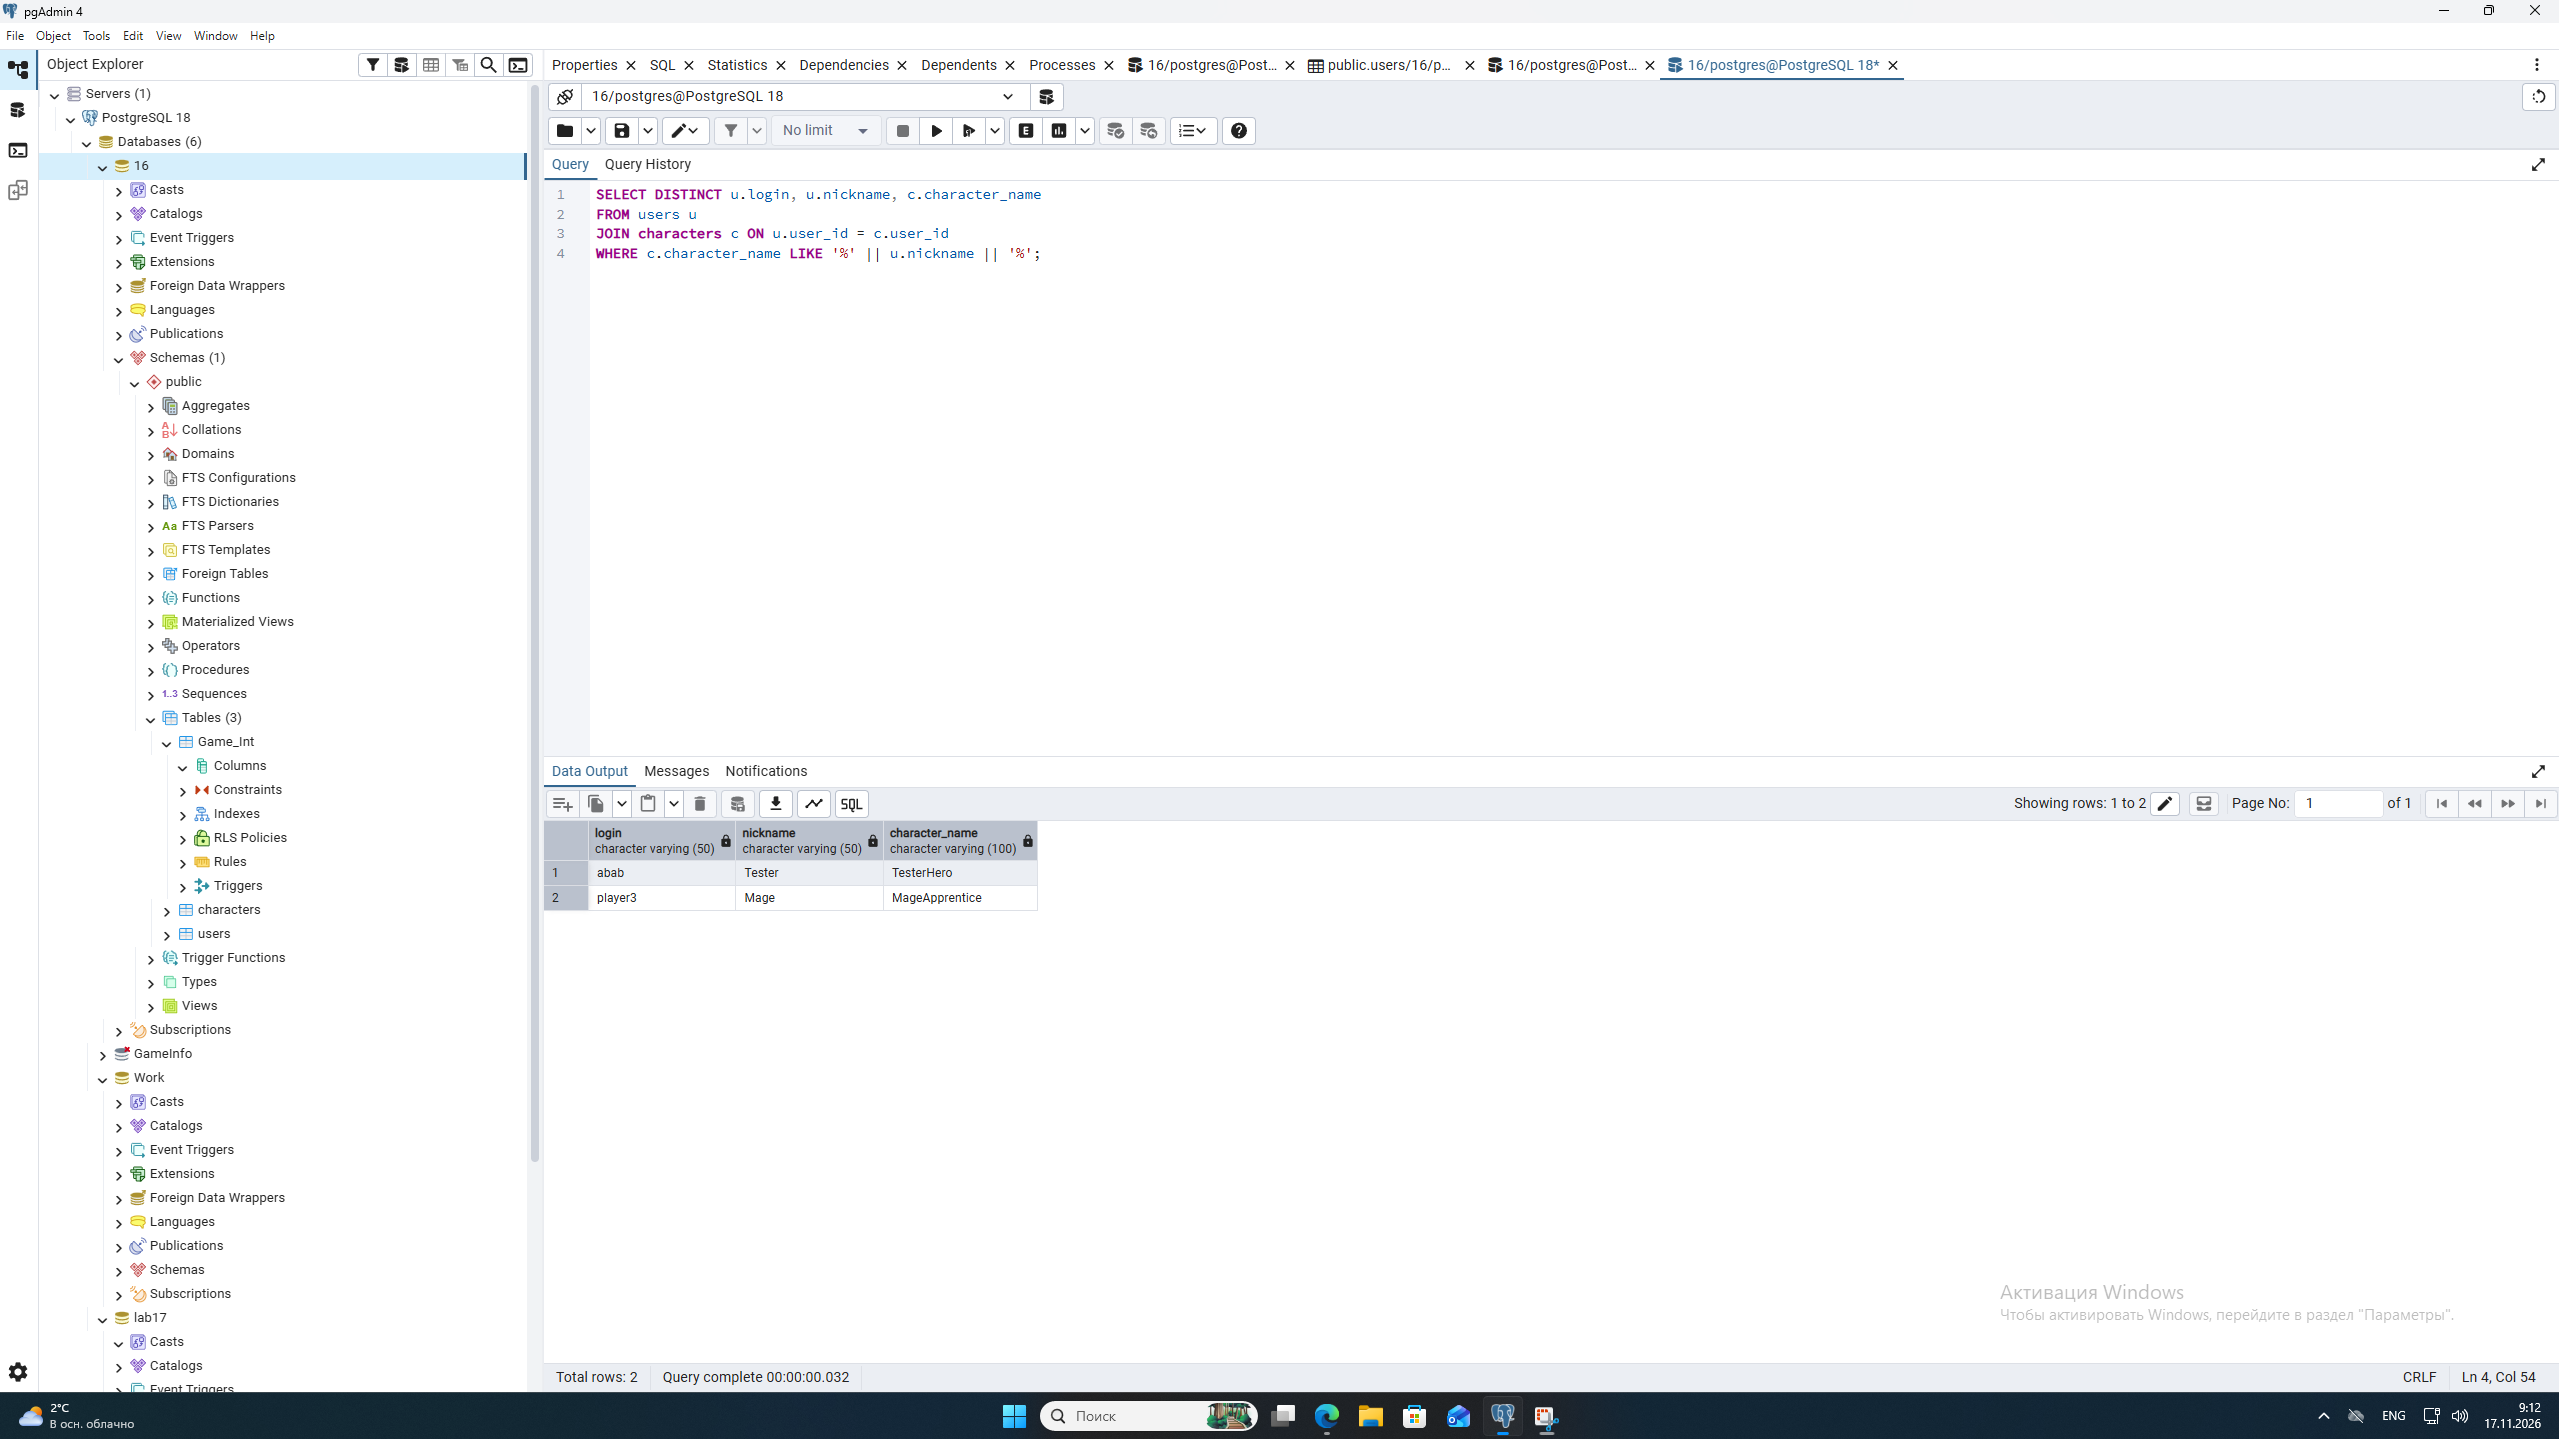 pgAdmin 4
File Object Tools Edit View Window Help
Object Explorer
Servers (1)
PostgreSQL 18
Databases (6)
16
Casts
Catalogs
Event Triggers
Extensions
Foreign Data Wrappers
Languages
Publications
Schemas (1)
public
Aggregates
Collations
Domains
FTS Configurations
FTS Dictionaries
Aa FTS Parsers
FTS Templates
Foreign Tables
Functions
Materialized Views
Operators
Procedures
1..3 Sequences
Tables (3)
Game_Int
Columns
Constraints
Indexes
RLS Policies
Rules
Triggers
characters
users
Trigger Functions
Types
Views
Subscriptions
GameInfo
Work
Casts
Catalogs
Event Triggers
Extensions
Foreign Data Wrappers
Languages
Publications
Schemas
Subscriptions
lab17
Casts
Catalogs
Event Triggers
Properties SQL Statistics Dependencies Dependents Processes 16/postgres@Post... public.users/16/p... 16/postgres@Post... 16/postgres@PostgreSQL 18*
16/postgres@PostgreSQL 18
No limit E
Query Query History
1 SELECT DISTINCT u.login, u.nickname, c.character_name
2 FROM users u
3 JOIN characters c ON u.user_id = c.user_id
4 WHERE c.character_name LIKE '%' || u.nickname || '%';
Data Output Messages Notifications
SQL Showing rows: 1 to 2 Page No: 1 of 1
login nickname character_name
character varying (50) character varying (50) character varying (100)
1 abab Tester TesterHero
2 player3 Mage MageApprentice
Активация Windows
Чтобы активировать Windows, перейдите в раздел "Параметры".
Total rows: 2 Query complete 00:00:00.032 CRLF Ln 4, Col 54
2°C
В осн. облачно
Поиск
ENG
9:12
17.11.2026